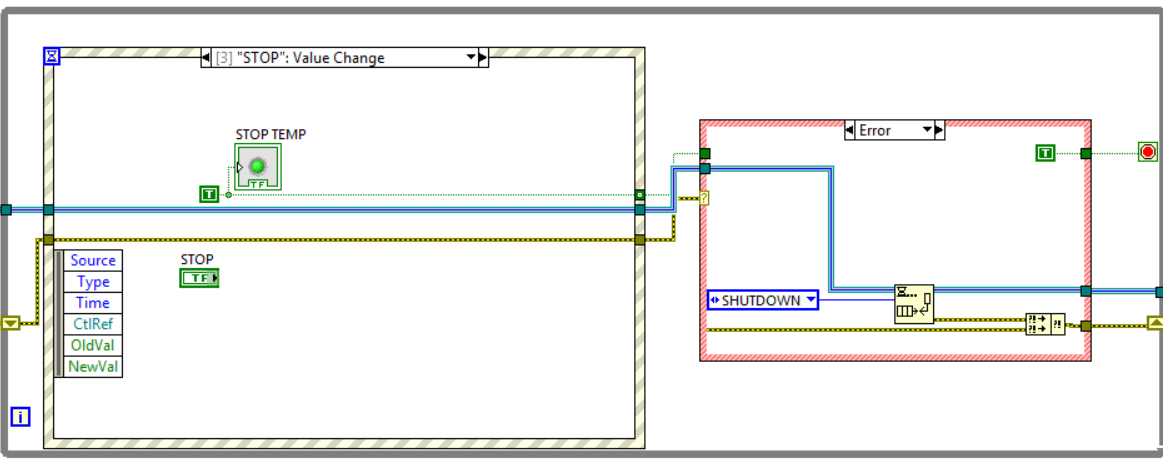 [3] "STOP": Value Change
STOP TEMP
TF
T
Error
T
?
Source
Type
Time
CtlRef
OldVal
NewVal
STOP
TF
SHUTDOWN
?!
?!
?!
i